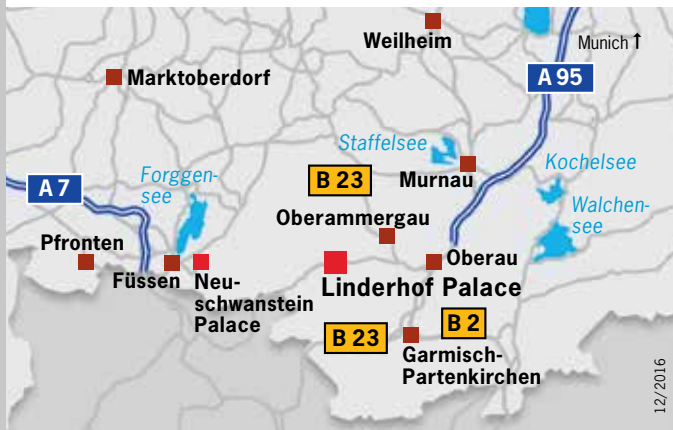 Weilheim
Munich ↑
Marktoberdorf
A 95
Staffelsee
Forggen-
see
A 7
B 23
Murnau
Kochelsee
Walchen-
see
Oberammergau
Pfronten
Füssen
Neu-
schwanstein
Palace
Linderhof Palace
Oberau
B 23
B 2
Garmisch-
Partenkirchen
12/2016